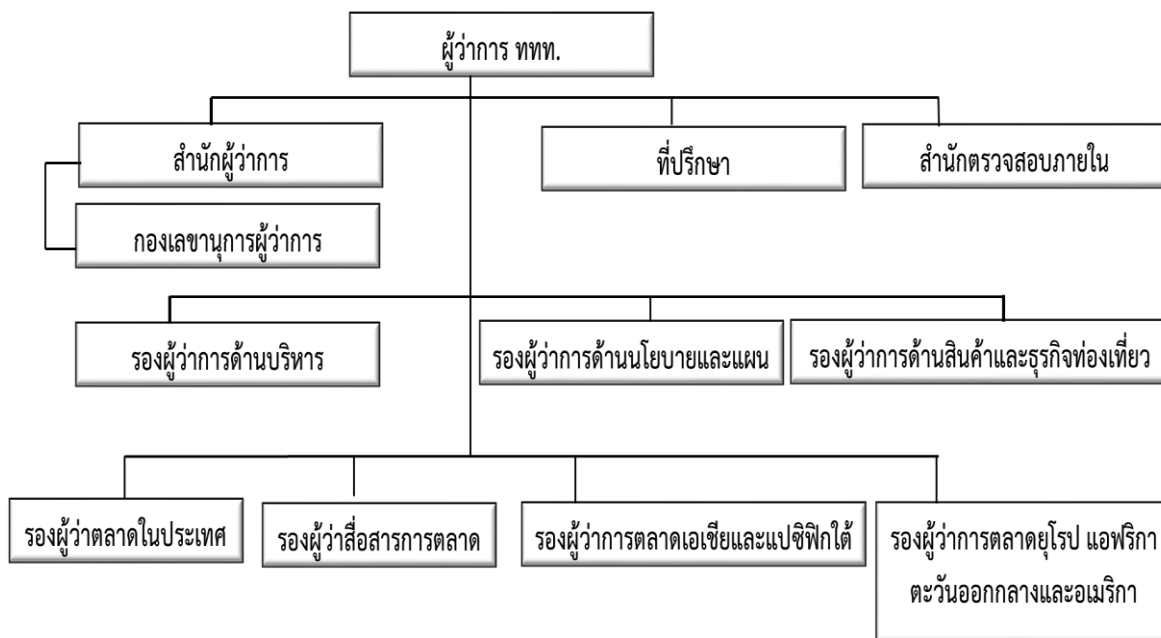 ผู้ว่าการ ททท.
สำนักผู้ว่าการ
ที่ปรึกษา
สำนักตรวจสอบภายใน
กองเลขานุการผู้ว่าการ
รองผู้ว่าการด้านบริหาร
รองผู้ว่าการด้านนโยบายและแผน
รองผู้ว่าการด้านสินค้าและธุรกิจท่องเที่ยว
รองผู้ว่าตลาดในประเทศ
รองผู้ว่าสื่อสารการตลาด
รองผู้ว่าการตลาดเอเชียและแปซิฟิกใต้
รองผู้ว่าการตลาดยุโรป แอฟริกา
ตะวันออกกลางและอเมริกา